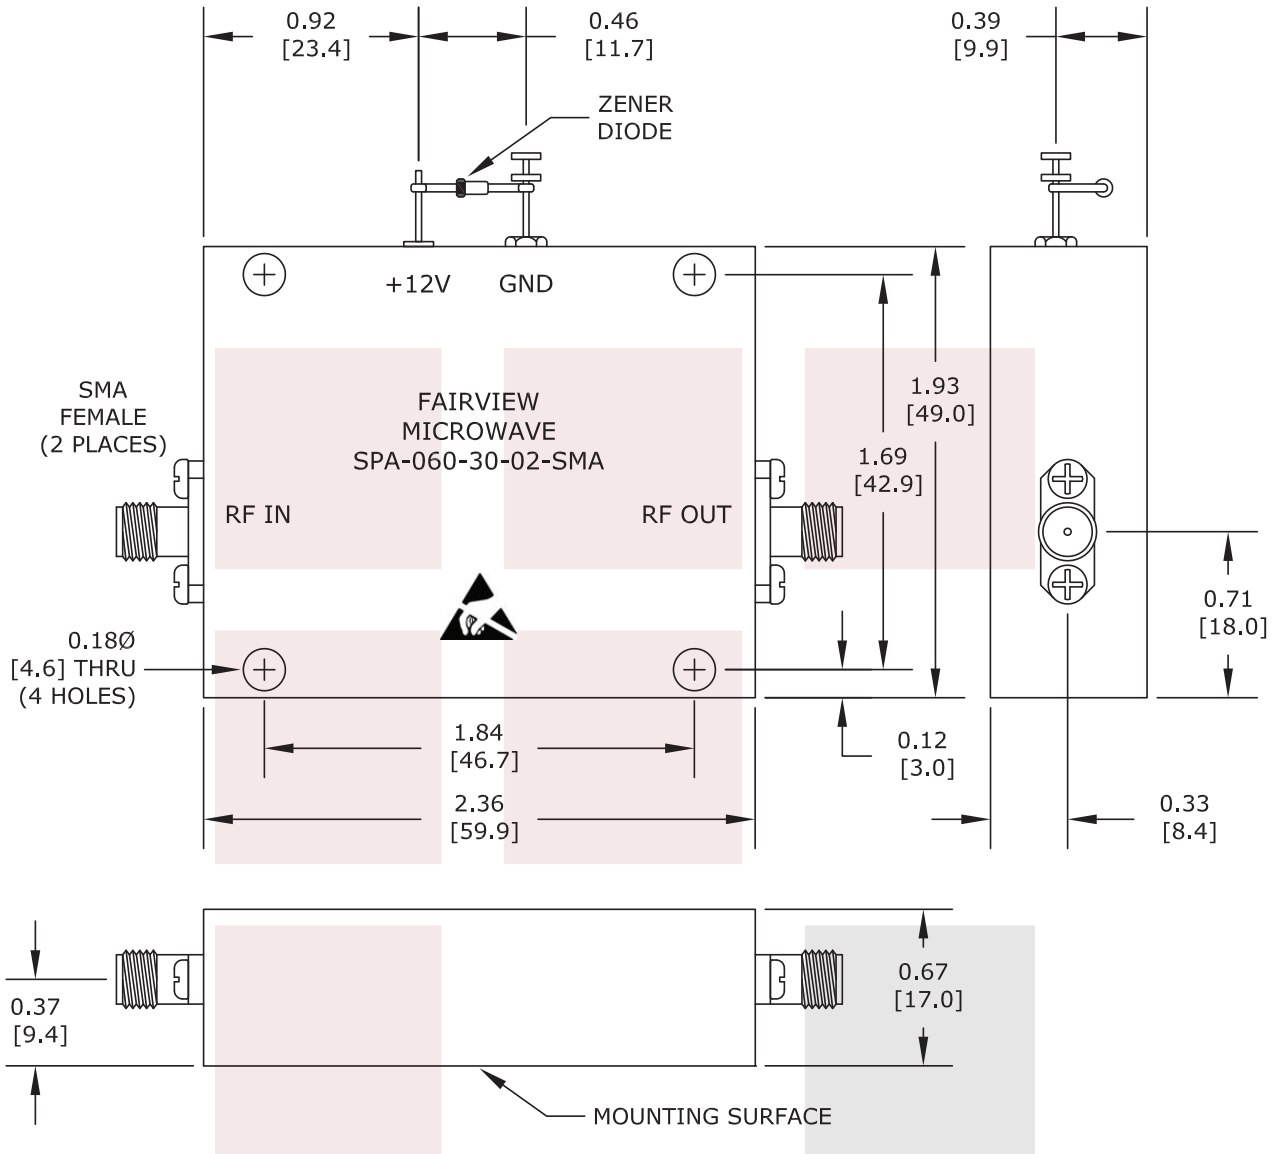 0.92
[23.4]
0.46
[11.7]
0.39
[9.9]
ZENER
DIODE
+12V
GND
SMA
FEMALE
(2 PLACES)
FAIRVIEW
MICROWAVE
SPA-060-30-02-SMA
1.93
[49.0]
1.69
[42.9]
RF IN
RF OUT
0.71
[18.0]
0.18Ø
[4.6] THRU
(4 HOLES)
1.84
[46.7]
0.12
[3.0]
2.36
[59.9]
0.33
[8.4]
0.67
[17.0]
0.37
[9.4]
MOUNTING SURFACE